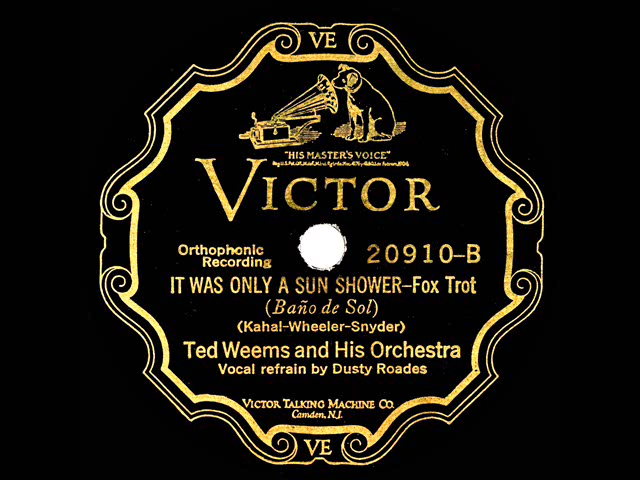 VE
"HIS MASTER'S VOICE"
VICTOR
Orthophonic
Recording
20910-B
IT WAS ONLY A SUN SHOWER-Fox Trot
(Baño de Sol)
(Kahal-Wheeler-Snyder)
Ted Weems and His Orchestra
Vocal refrain by Dusty Roades
VICTOR TALKING MACHINE CO.
Camden, N.J.
VE